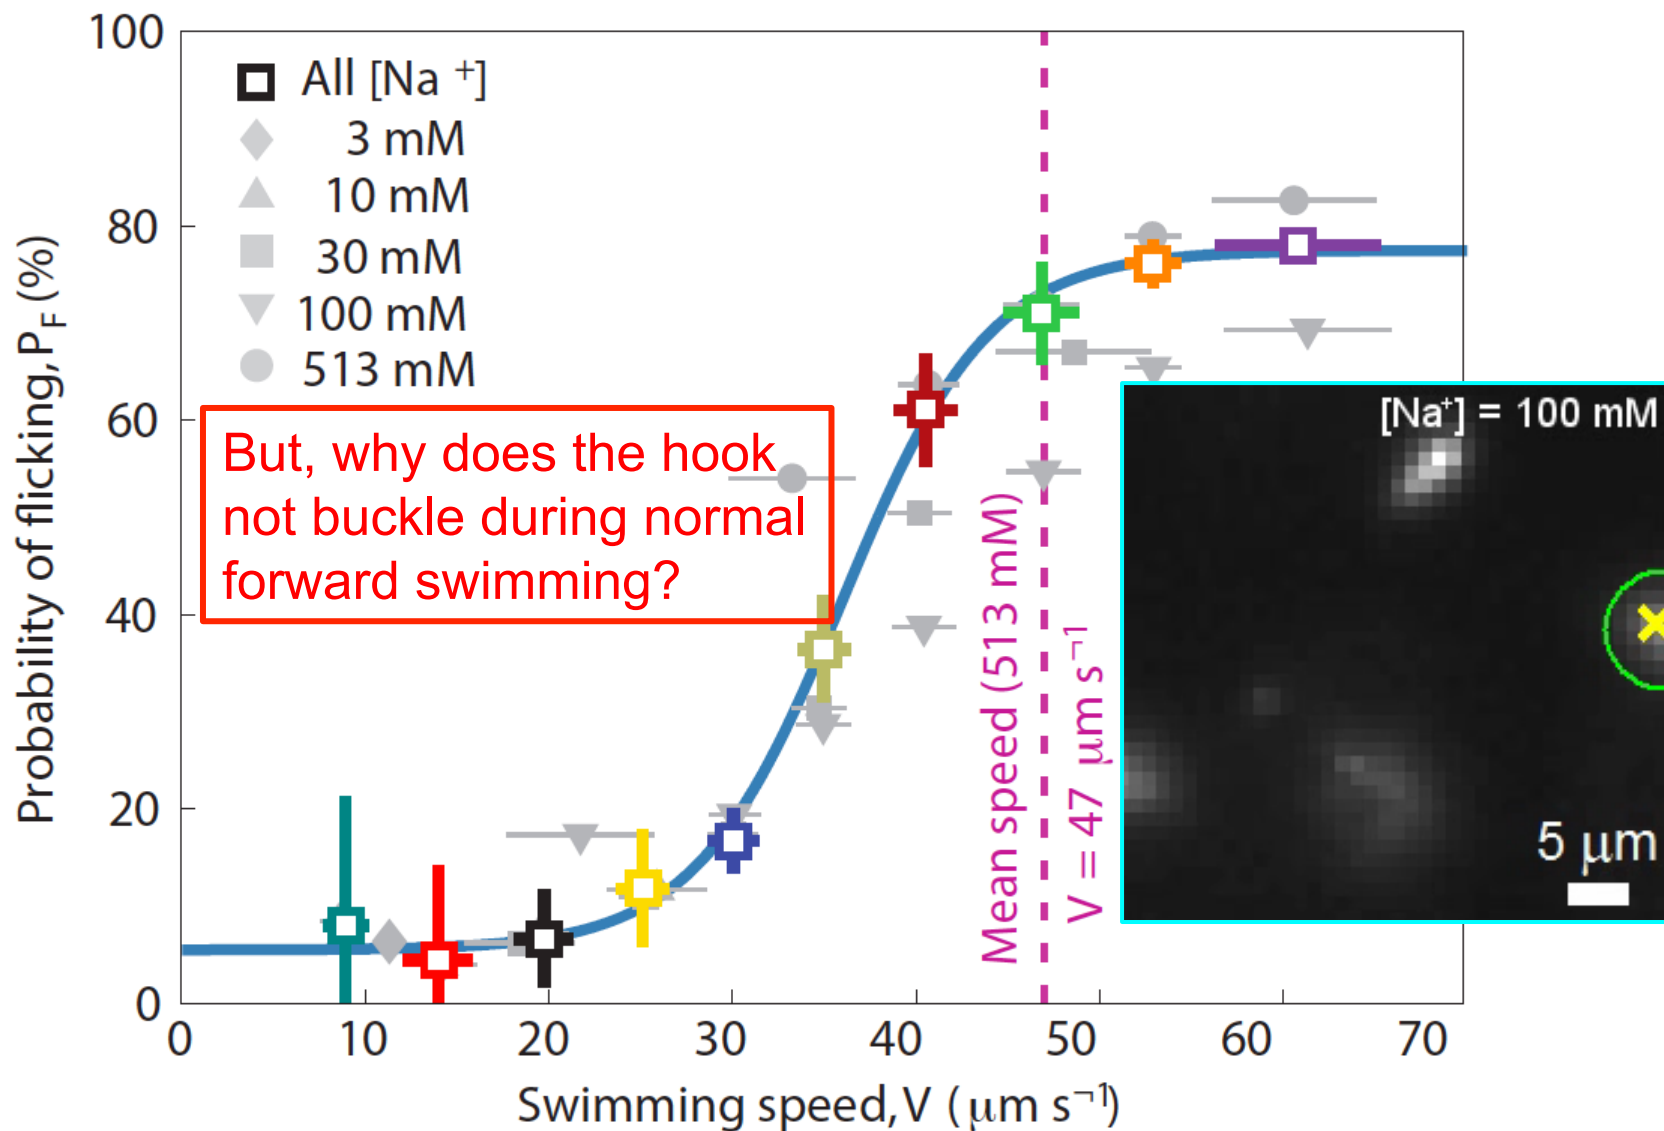 100
80
60
40
20
0
Probability of flicking, P_F (%)
All [Na +]
3 mM
10 mM
30 mM
100 mM
513 mM
But, why does the hook
not buckle during normal
forward swimming?
Mean speed (513 mM)
V = 47 μm s⁻¹
[Na⁺] = 100 mM
5 μm
0 10 20 30 40 50 60 70
Swimming speed, V ( μm s⁻¹)